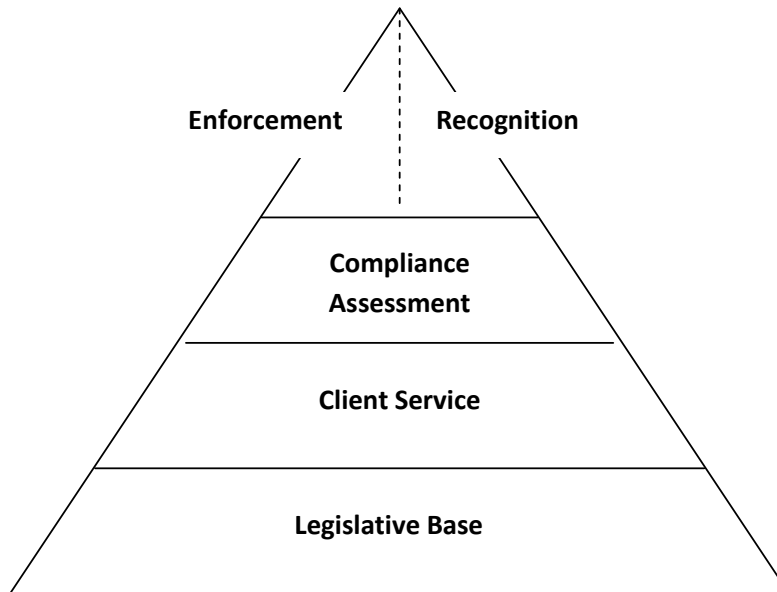 Enforcement Recognition
Compliance
Assessment
Client Service
Legislative Base